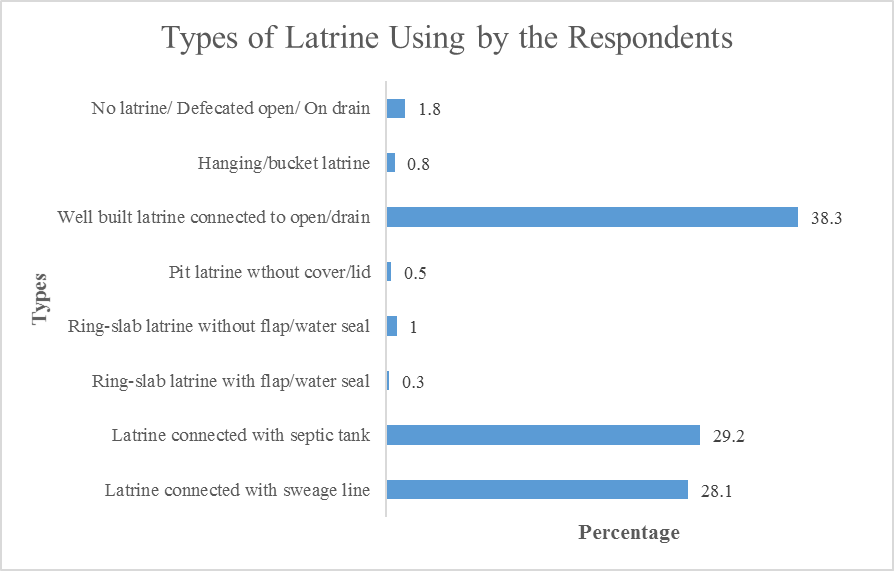 Types of Latrine Using by the Respondents
No latrine/ Defecated open/ On drain 1.8
Hanging/bucket latrine 0.8
Well built latrine connected to open/drain 38.3
Pit latrine wthout cover/lid 0.5
Types
Ring-slab latrine without flap/water seal 1
Ring-slab latrine with flap/water seal 0.3
Latrine connected with septic tank 29.2
Latrine connected with sweage line 28.1
Percentage